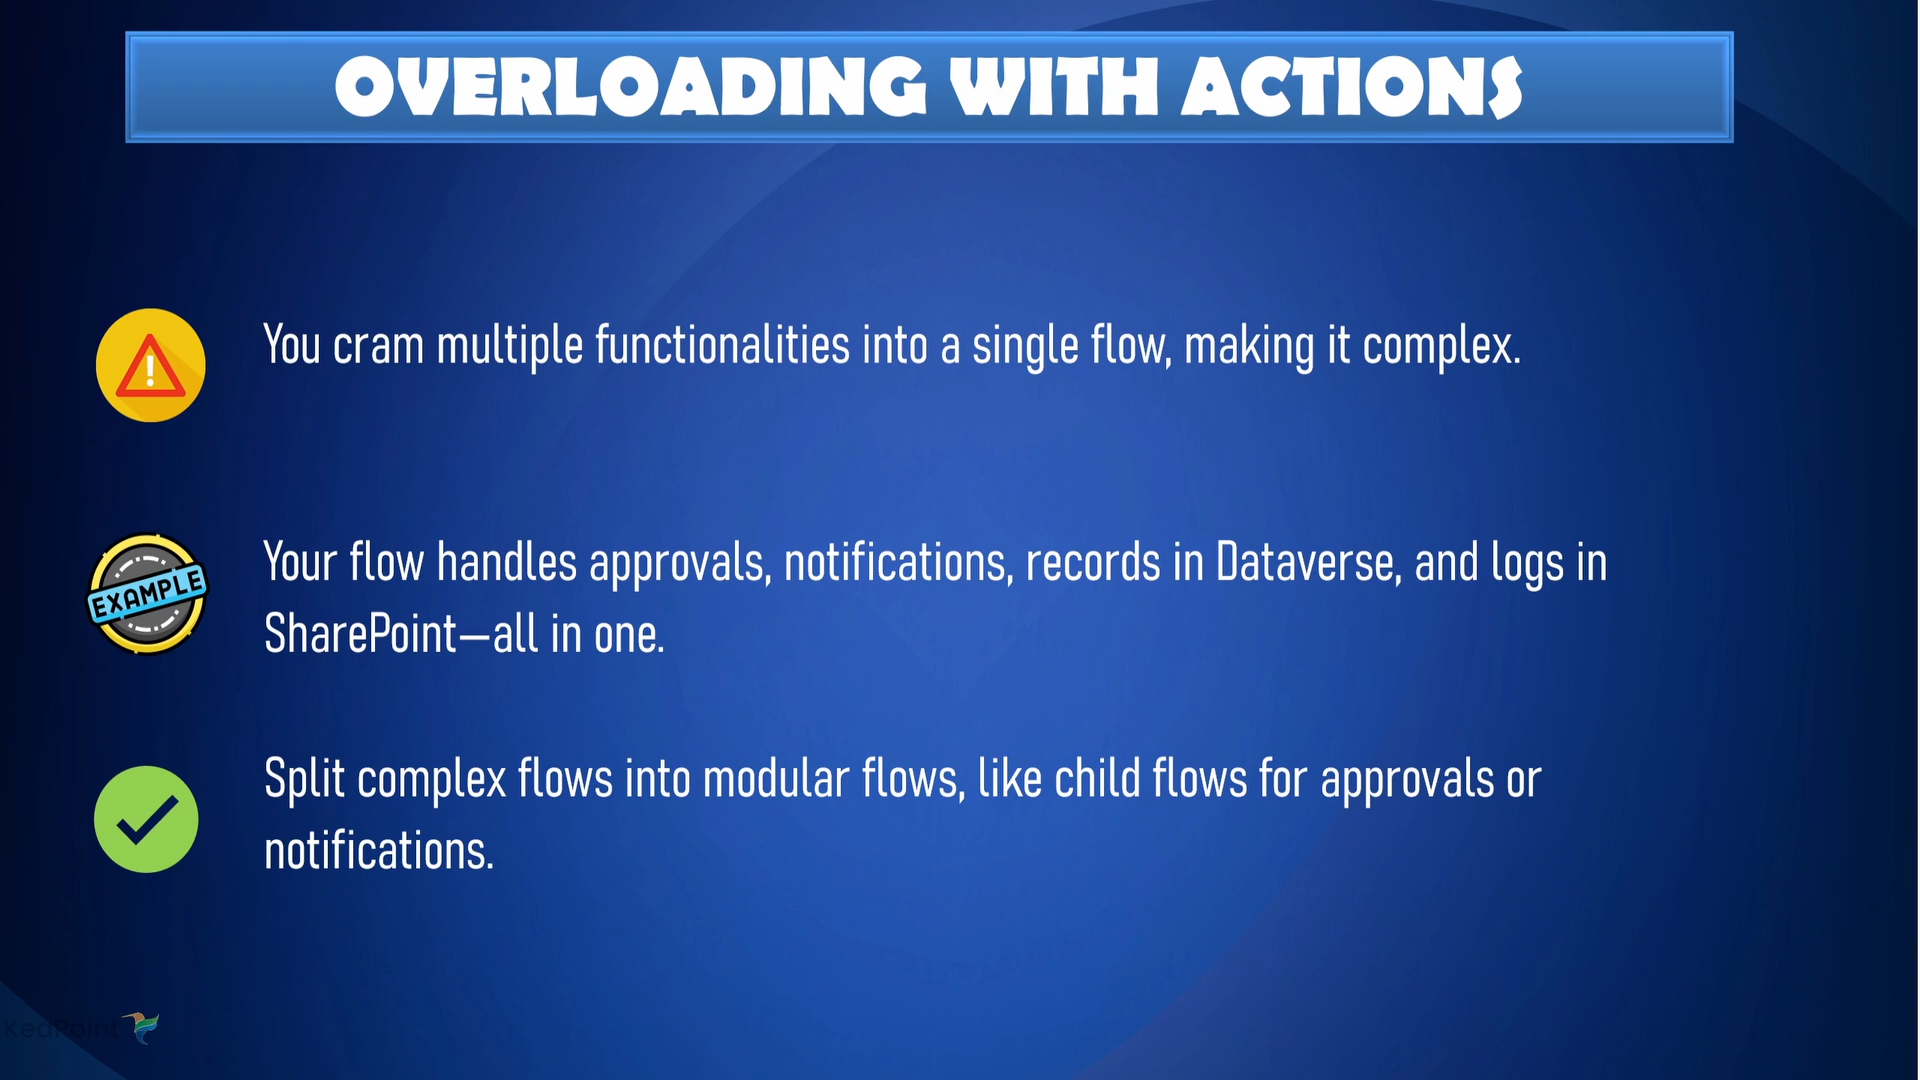 OVERLOADING WITH ACTIONS
You cram multiple functionalities into a single flow, making it complex.
EXAMPLE
Your flow handles approvals, notifications, records in Dataverse, and logs in
SharePoint—all in one.
Split complex flows into modular flows, like child flows for approvals or
notifications.
KedPoint